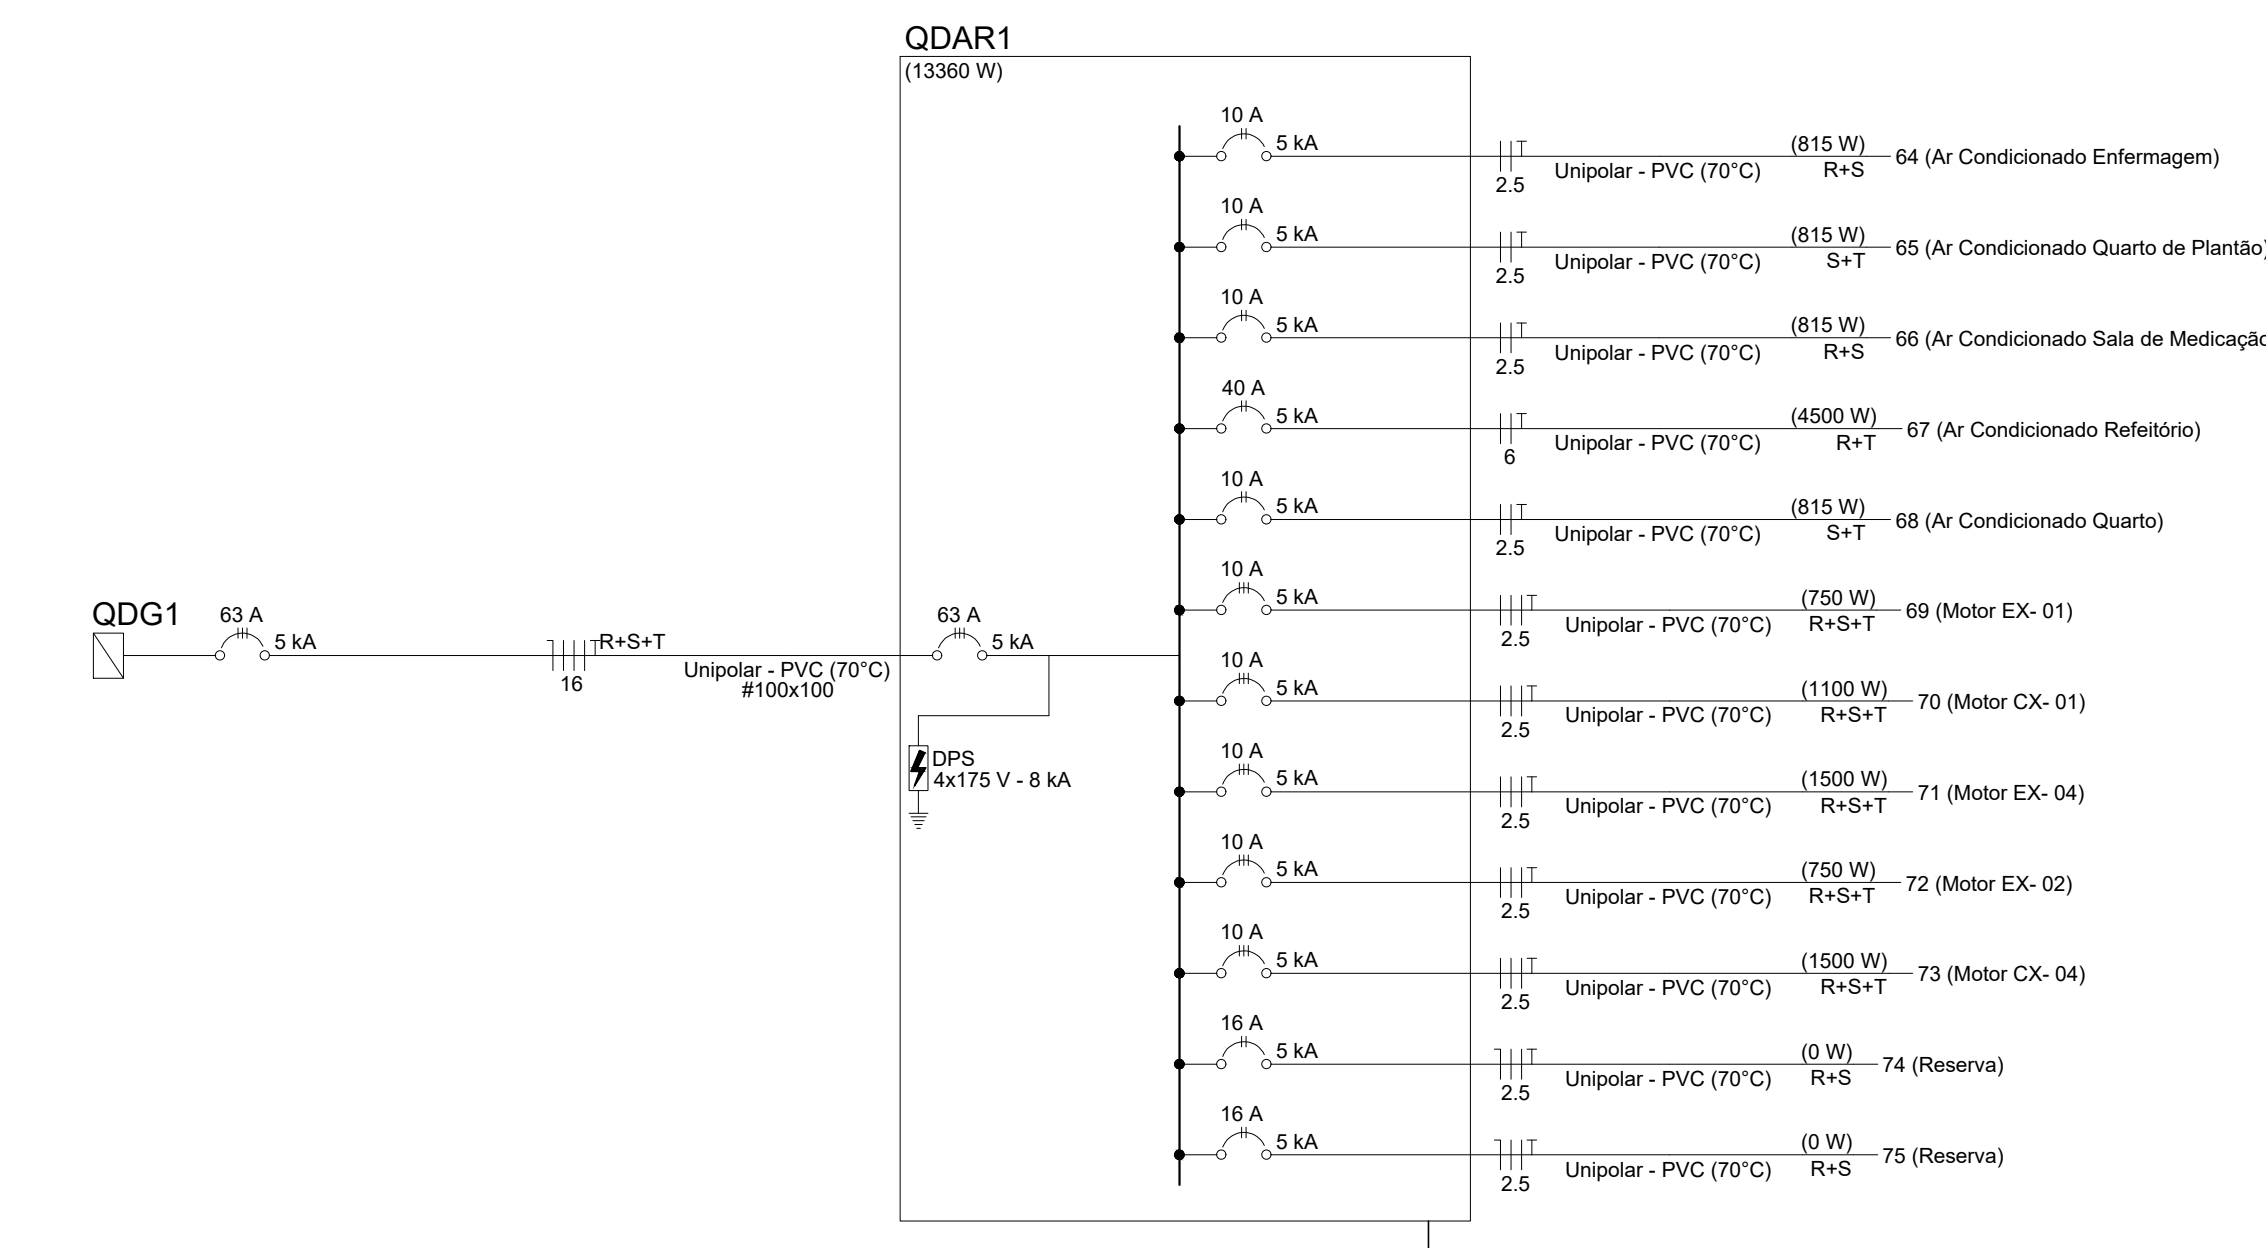 QDAR1
(13360 W)
10 A
5 kA
2.5
Unipolar - PVC (70°C)
(815 W)
R+S
64 (Ar Condicionado Enfermagem)
10 A
5 kA
2.5
Unipolar - PVC (70°C)
(815 W)
S+T
65 (Ar Condicionado Quarto de Plantão)
10 A
5 kA
2.5
Unipolar - PVC (70°C)
(815 W)
R+S
66 (Ar Condicionado Sala de Medicação
40 A
5 kA
6
Unipolar - PVC (70°C)
(4500 W)
R+T
67 (Ar Condicionado Refeitório)
10 A
5 kA
2.5
Unipolar - PVC (70°C)
(815 W)
S+T
68 (Ar Condicionado Quarto)
10 A
5 kA
2.5
Unipolar - PVC (70°C)
(750 W)
R+S+T
69 (Motor EX- 01)
QDG1
63 A
5 kA
16
R+S+T
Unipolar - PVC (70°C)
#100x100
63 A
5 kA
10 A
5 kA
2.5
Unipolar - PVC (70°C)
(1100 W)
R+S+T
70 (Motor CX- 01)
DPS
4x175 V - 8 kA
10 A
5 kA
2.5
Unipolar - PVC (70°C)
(1500 W)
R+S+T
71 (Motor EX- 04)
10 A
5 kA
2.5
Unipolar - PVC (70°C)
(750 W)
R+S+T
72 (Motor EX- 02)
10 A
5 kA
2.5
Unipolar - PVC (70°C)
(1500 W)
R+S+T
73 (Motor CX- 04)
16 A
5 kA
2.5
Unipolar - PVC (70°C)
(0 W)
R+S
74 (Reserva)
16 A
5 kA
2.5
Unipolar - PVC (70°C)
(0 W)
R+S
75 (Reserva)